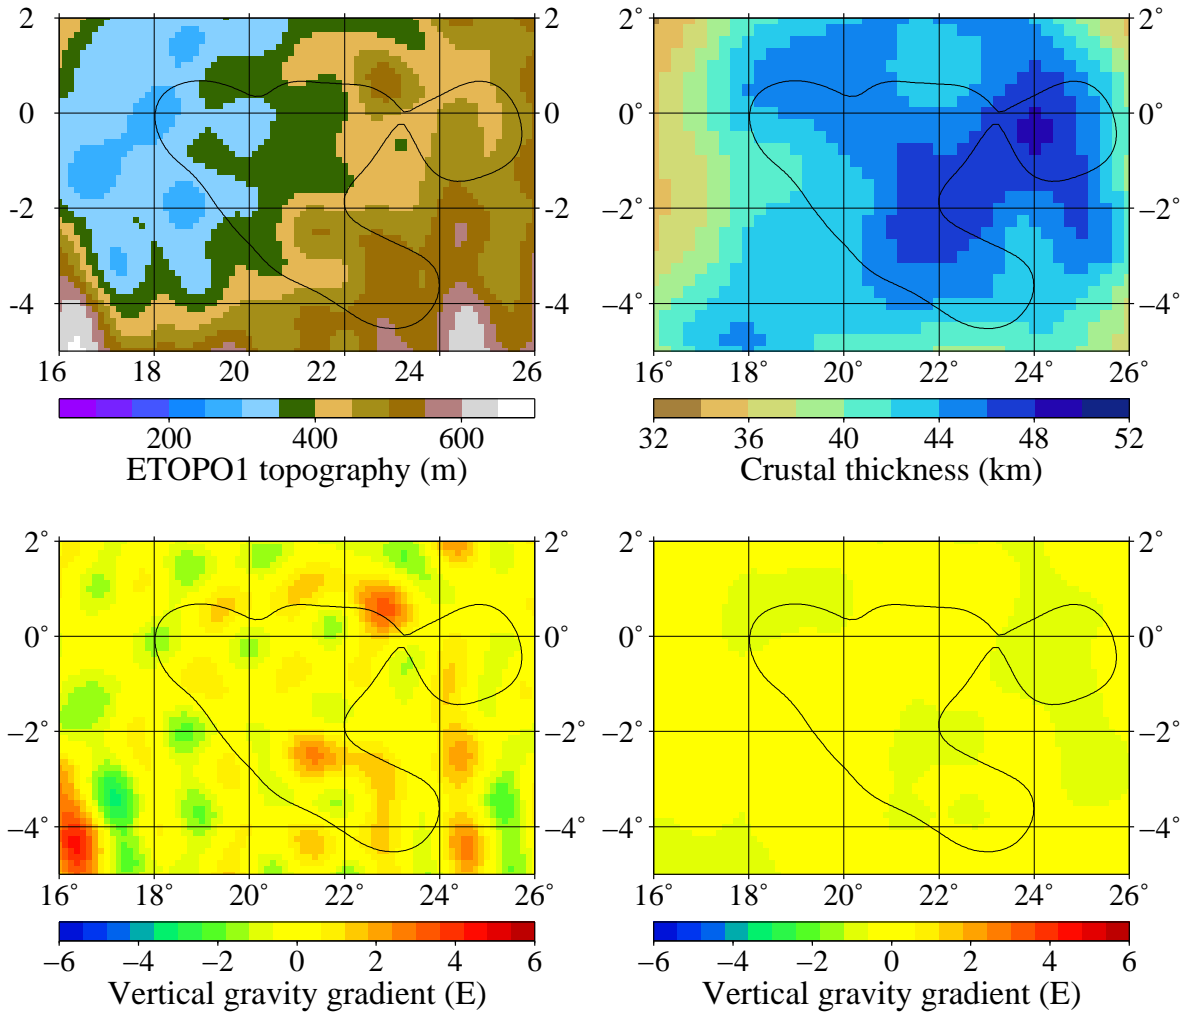 2 2 2° 2°
0 0 0° 0°
-2 -2 −2° −2°
-4 -4 −4° −4°
16 18 20 22 24 26 16° 18° 20° 22° 24° 26°
200 400 600 32 36 40 44 48 52
ETOPO1 topography (m) Crustal thickness (km)
2° 2° 2° 2°
0° 0° 0° 0°
−2° −2° −2° −2°
−4° −4° −4° −4°
16° 18° 20° 22° 24° 26° 16° 18° 20° 22° 24° 26°
−6 −4 −2 0 2 4 6 −6 −4 −2 0 2 4 6
Vertical gravity gradient (E) Vertical gravity gradient (E)